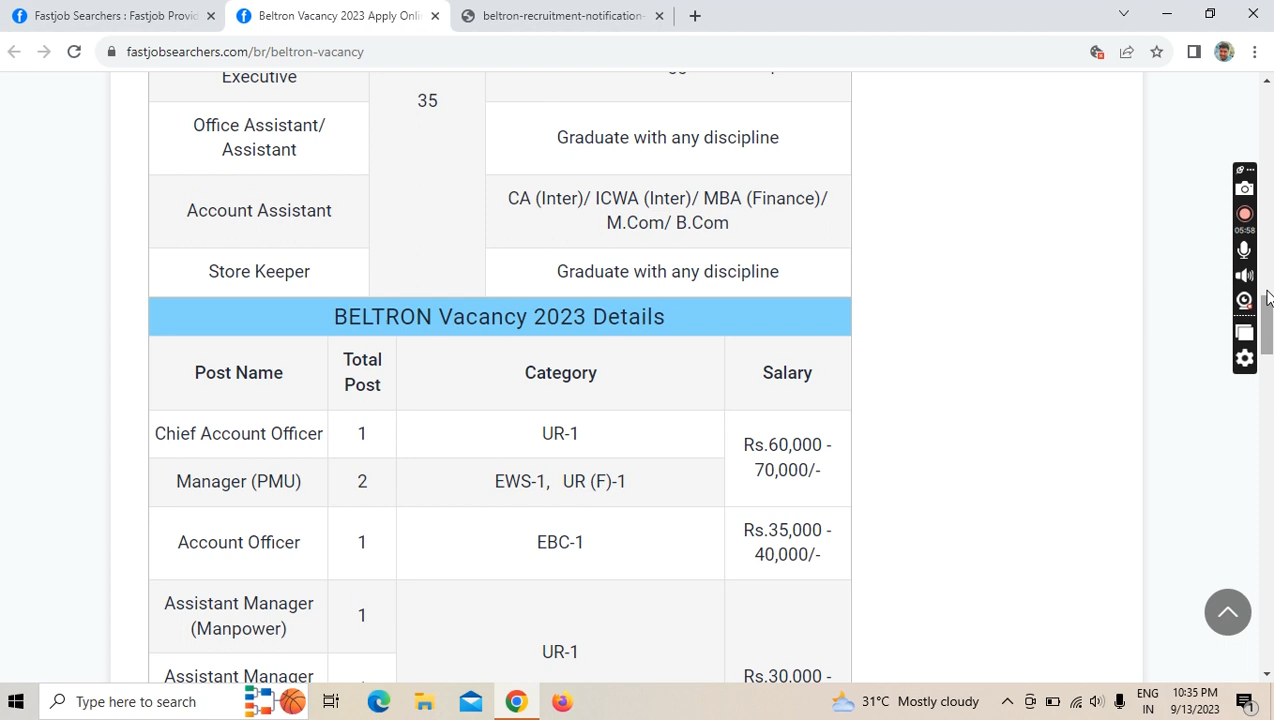 Fastjob Searchers : Fastjob Provid
Beltron Vacancy 2023 Apply Onli
beltron-recruitment-notification-
fastjobsearchers.com/br/beltron-vacancy
Executive
35
Office Assistant/
Assistant
Graduate with any discipline
Account Assistant
CA (Inter)/ ICWA (Inter)/ MBA (Finance)/
M.Com/ B.Com
Store Keeper
Graduate with any discipline
BELTRON Vacancy 2023 Details
Post Name
Total
Post
Category
Salary
Chief Account Officer
1
UR-1
Rs.60,000 -
70,000/-
Manager (PMU)
2
EWS-1, UR (F)-1
Account Officer
1
EBC-1
Rs.35,000 -
40,000/-
Assistant Manager
(Manpower)
1
UR-1
Assistant Manager
Rs.30,000 -
05:58
Type here to search
31°C Mostly cloudy
ENG
IN
10:35 PM
9/13/2023
1